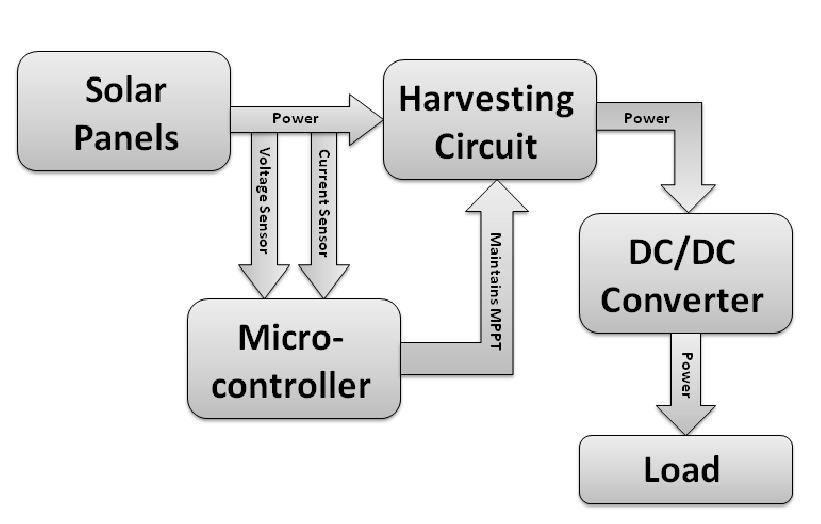 Solar
Panels
Power
Harvesting
Circuit
Power
Voltage Sensor
Current Sensor
Maintains MPPT
DC/DC
Converter
Micro-
controller
Power
Load